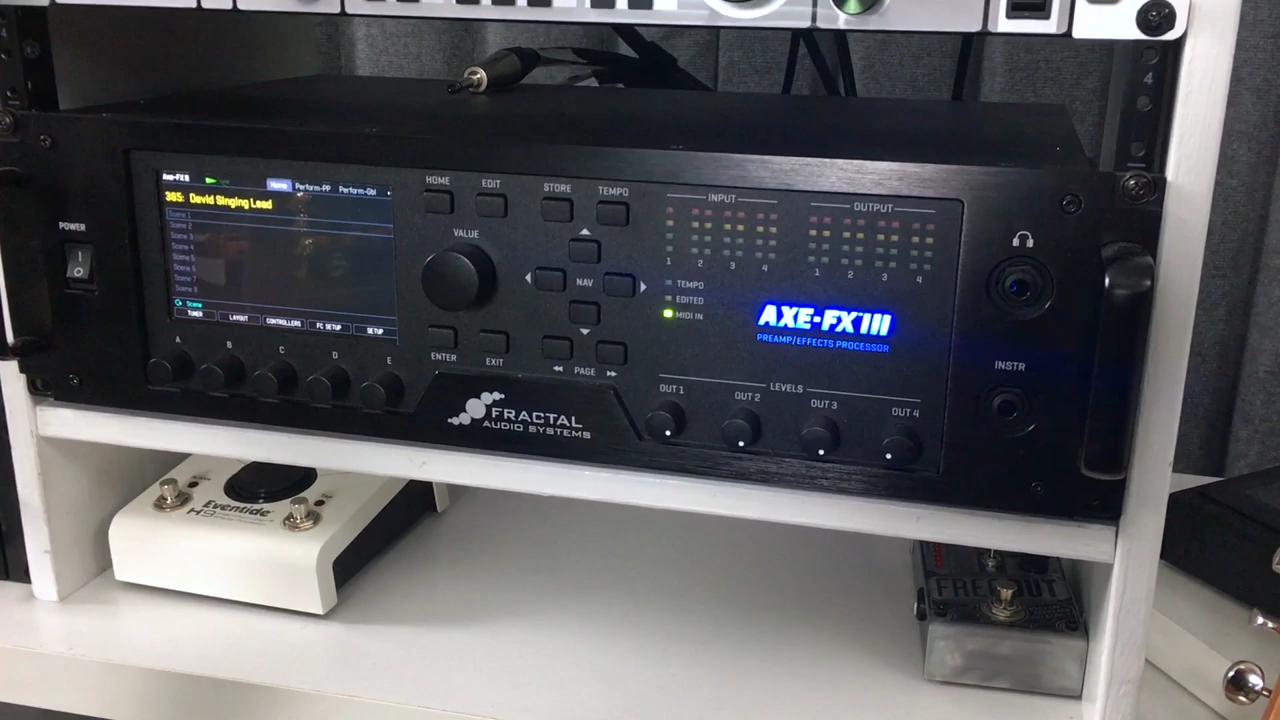 4
4
Axe-FX III
Home Perform-PP Perform-Gbl
385: David Singing Lead
Scene 1
Scene 2
Scene 3
Scene 4
Scene 5
Scene 6
Scene 7
Scene 8
Scene
TUNER LAYOUT CONTROLLERS FC SETUP SETUP
POWER
I
O
A B C D E
HOME EDIT STORE TEMPO
VALUE
NAV
ENTER EXIT PAGE
INPUT OUTPUT
1 2 3 4 1 2 3 4
TEMPO
EDITED
MIDI IN
AXE-FX III
PREAMP/EFFECTS PROCESSOR
LEVELS
OUT 1 OUT 2 OUT 3 OUT 4
INSTR
FRACTAL
AUDIO SYSTEMS
Eventide
H9
FREQOUT